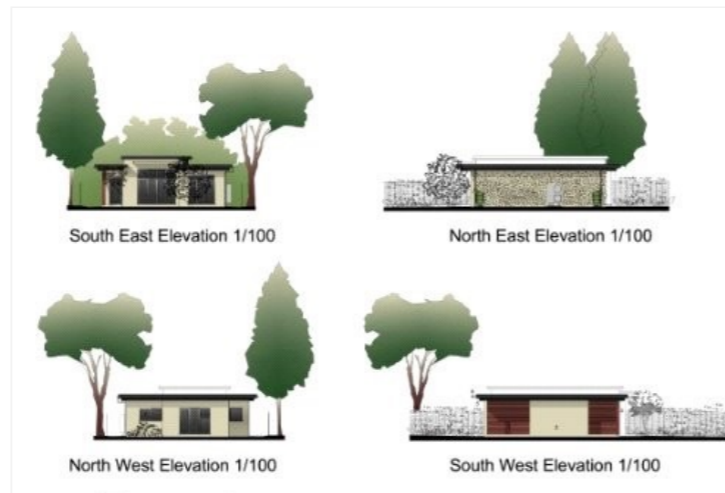 South East Elevation 1/100
North East Elevation 1/100
North West Elevation 1/100
South West Elevation 1/100